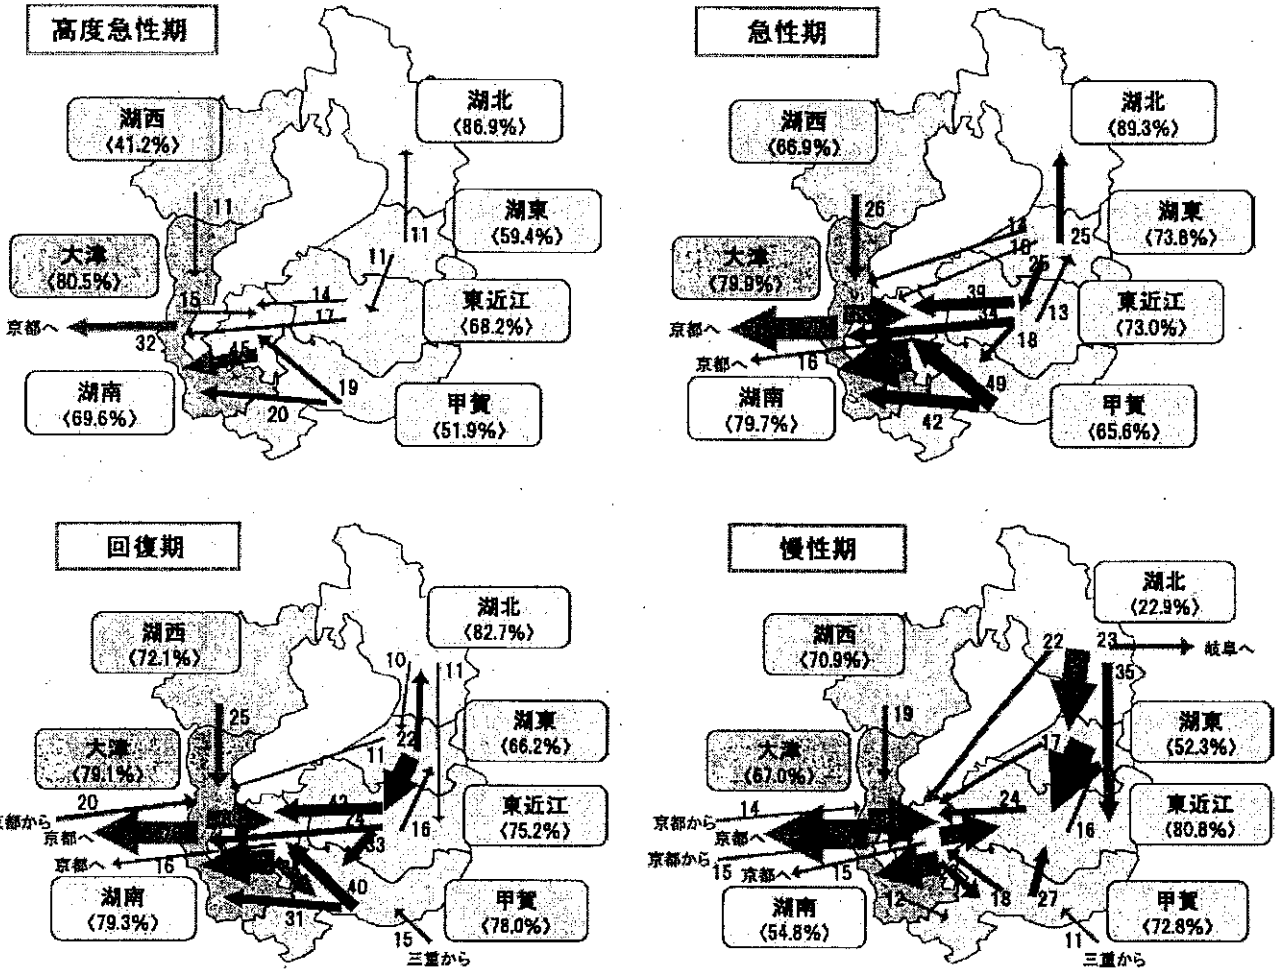 高度急性期
湖西
〈41.2%〉
湖北
〈86.9%〉
湖東
〈59.4%〉
大津
〈80.5%〉
東近江
〈68.2%〉
湖南
〈69.6%〉
甲賀
〈51.9%〉
京都へ
11
11
11
15
14
17
32
45
19
20
急性期
湖西
〈66.9%〉
湖北
〈89.3%〉
湖東
〈73.8%〉
大津
〈79.9%〉
東近江
〈73.0%〉
湖南
〈79.7%〉
甲賀
〈65.6%〉
京都へ
京都へ
26
25
25
39
34
13
18
16
49
42
回復期
湖西
〈72.1%〉
湖北
〈82.7%〉
湖東
〈66.2%〉
大津
〈79.1%〉
東近江
〈75.2%〉
湖南
〈79.3%〉
甲賀
〈78.0%〉
京都から
京都へ
京都へ
三重から
10
11
25
22
11
20
24
16
33
16
40
31
15
慢性期
湖西
〈70.9%〉
湖北
〈22.9%〉
湖東
〈52.3%〉
大津
〈67.0%〉
東近江
〈80.8%〉
湖南
〈54.8%〉
甲賀
〈72.8%〉
岐阜へ
京都から
京都へ
京都から
京都へ
三重から
22
23
35
19
17
14
24
16
15
15
12
18
27
11